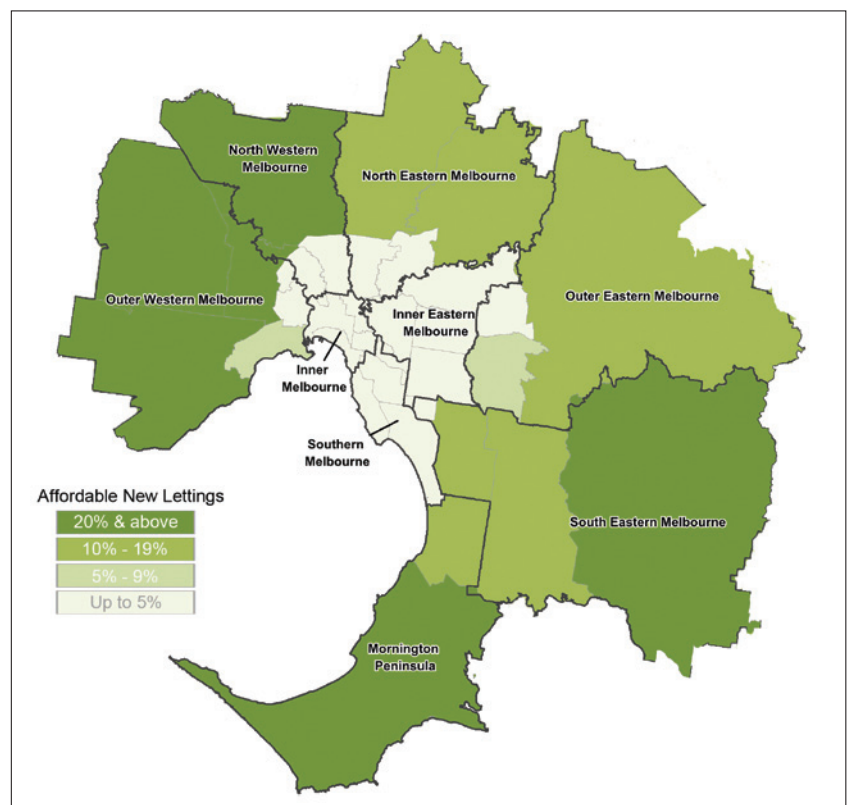 North Western
Melbourne
North Eastern Melbourne
Outer Western Melbourne
Outer Eastern Melbourne
Inner Eastern
Melbourne
Inner
Melbourne
Southern
Melbourne
Affordable New Lettings
20% & above
10% - 19%
5% - 9%
Up to 5%
South Eastern Melbourne
Mornington
Peninsula